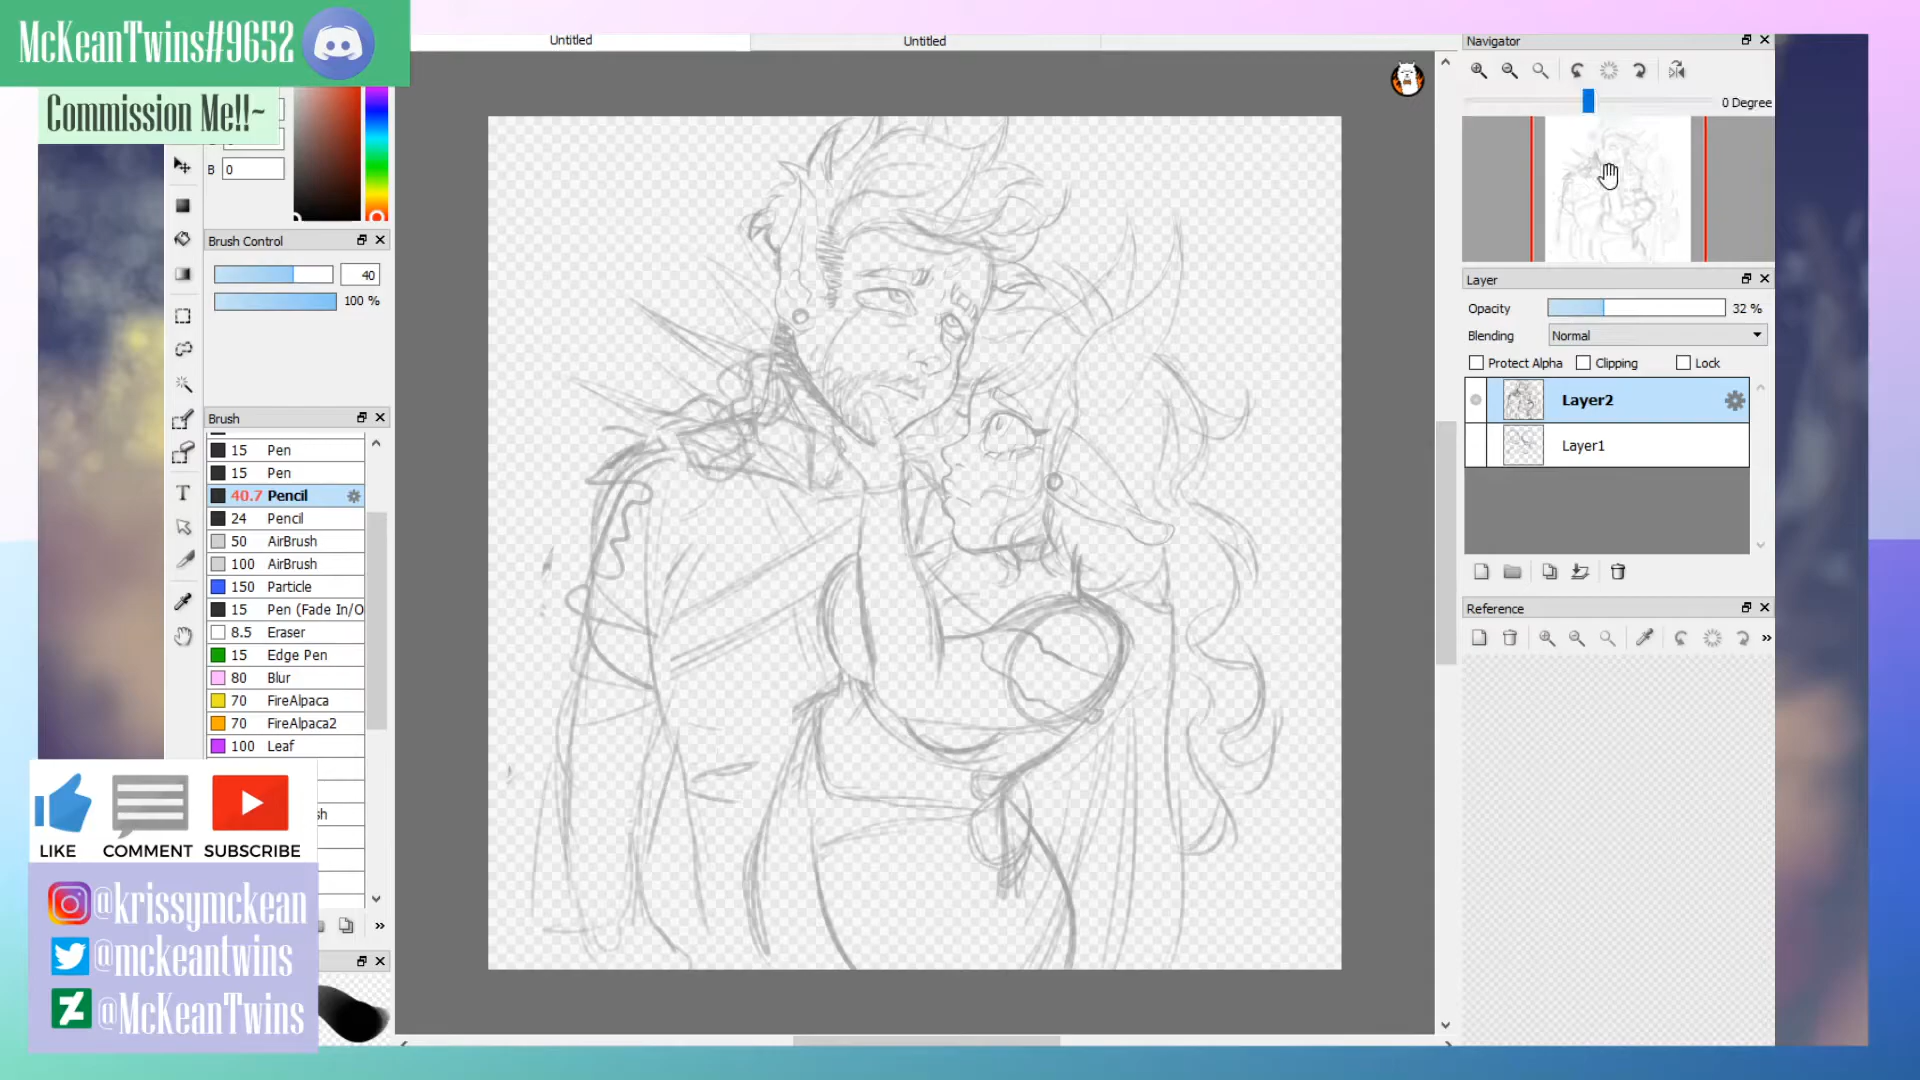 McKeanTwins#9652
Commission Me!!~
Untitled
Untitled
B 0
Brush Control
40
100 %
Brush
15 Pen
15 Pen
40.7 Pencil
24 Pencil
50 AirBrush
100 AirBrush
150 Particle
15 Pen (Fade In/O
8.5 Eraser
15 Edge Pen
80 Blur
70 FireAlpaca
70 FireAlpaca2
100 Leaf
sh
LIKE COMMENT SUBSCRIBE
@krissymckean
@mckeantwins
@McKeanTwins
Navigator
0 Degree
Layer
Opacity 32 %
Blending Normal
Protect Alpha Clipping Lock
Layer2
Layer1
Reference